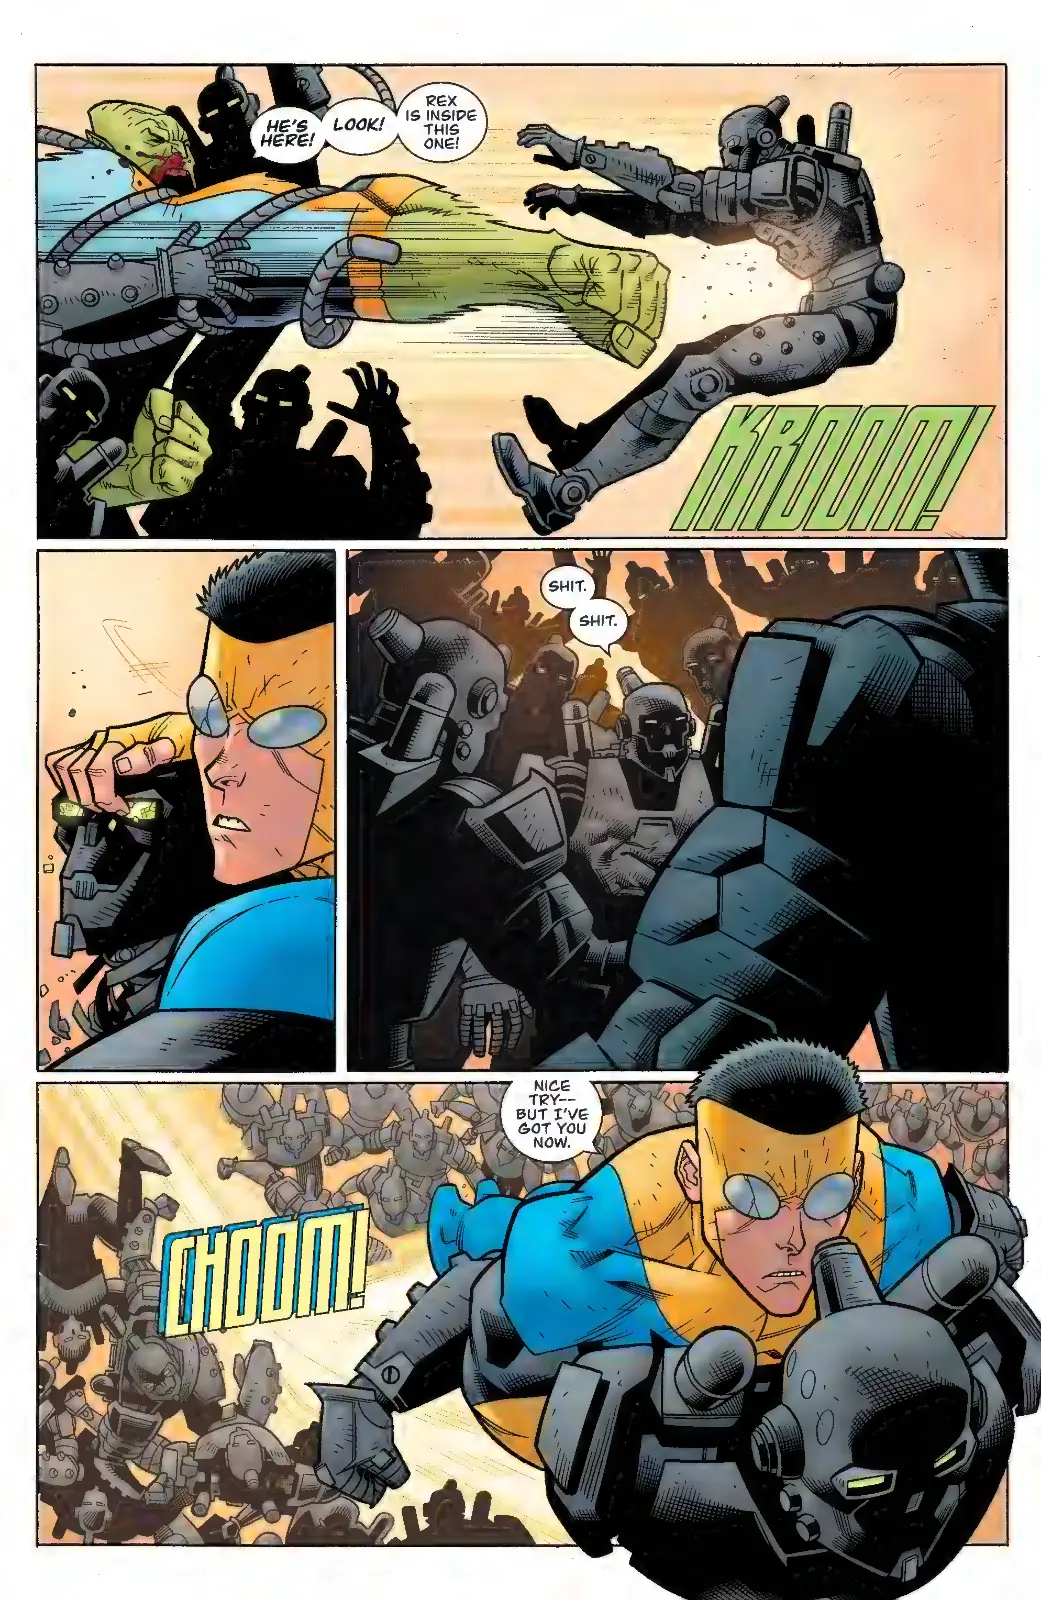 HE'S
HERE!
LOOK!
REX
IS INSIDE
THIS
ONE!
KROOM!
SHIT.
SHIT.
NICE
TRY--
BUT I'VE
GOT YOU
NOW.
CHOOM!